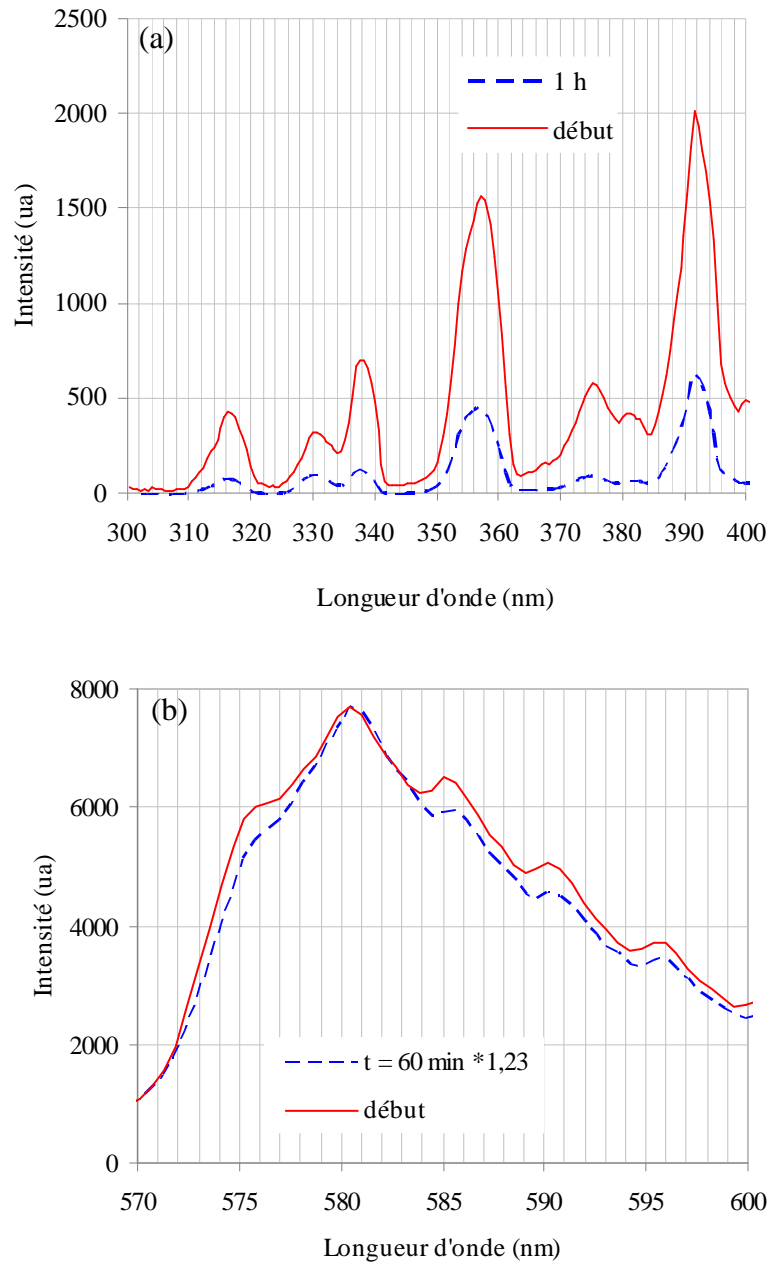 (a)
2500
2000
1500
1000
500
0
Intensité (ua)
1 h
début
300 310 320 330 340 350 360 370 380 390 400
Longueur d'onde (nm)
(b)
8000
6000
4000
2000
0
Intensité (ua)
t = 60 min *1,23
début
570 575 580 585 590 595 600
Longueur d'onde (nm)